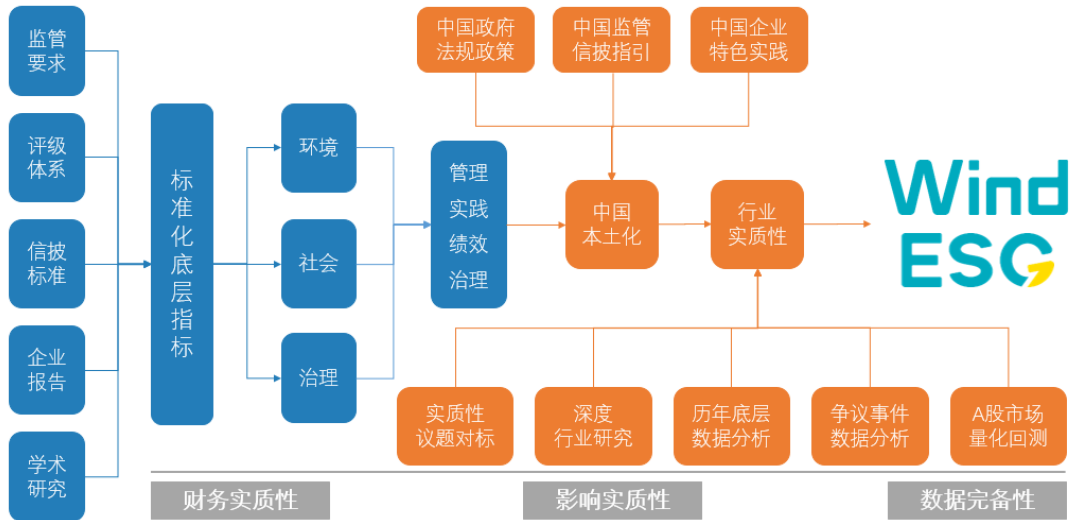 监管
要求
评级
体系
信披
标准
企业
报告
学术
研究
标准化底层指标
环境
社会
治理
管理
实践
绩效
治理
中国政府
法规政策
中国监管
信披指引
中国企业
特色实践
中国
本土化
行业
实质性
Wind
ESG
实质性
议题对标
深度
行业研究
历年底层
数据分析
争议事件
数据分析
A股市场
量化回测
财务实质性
影响实质性
数据完备性